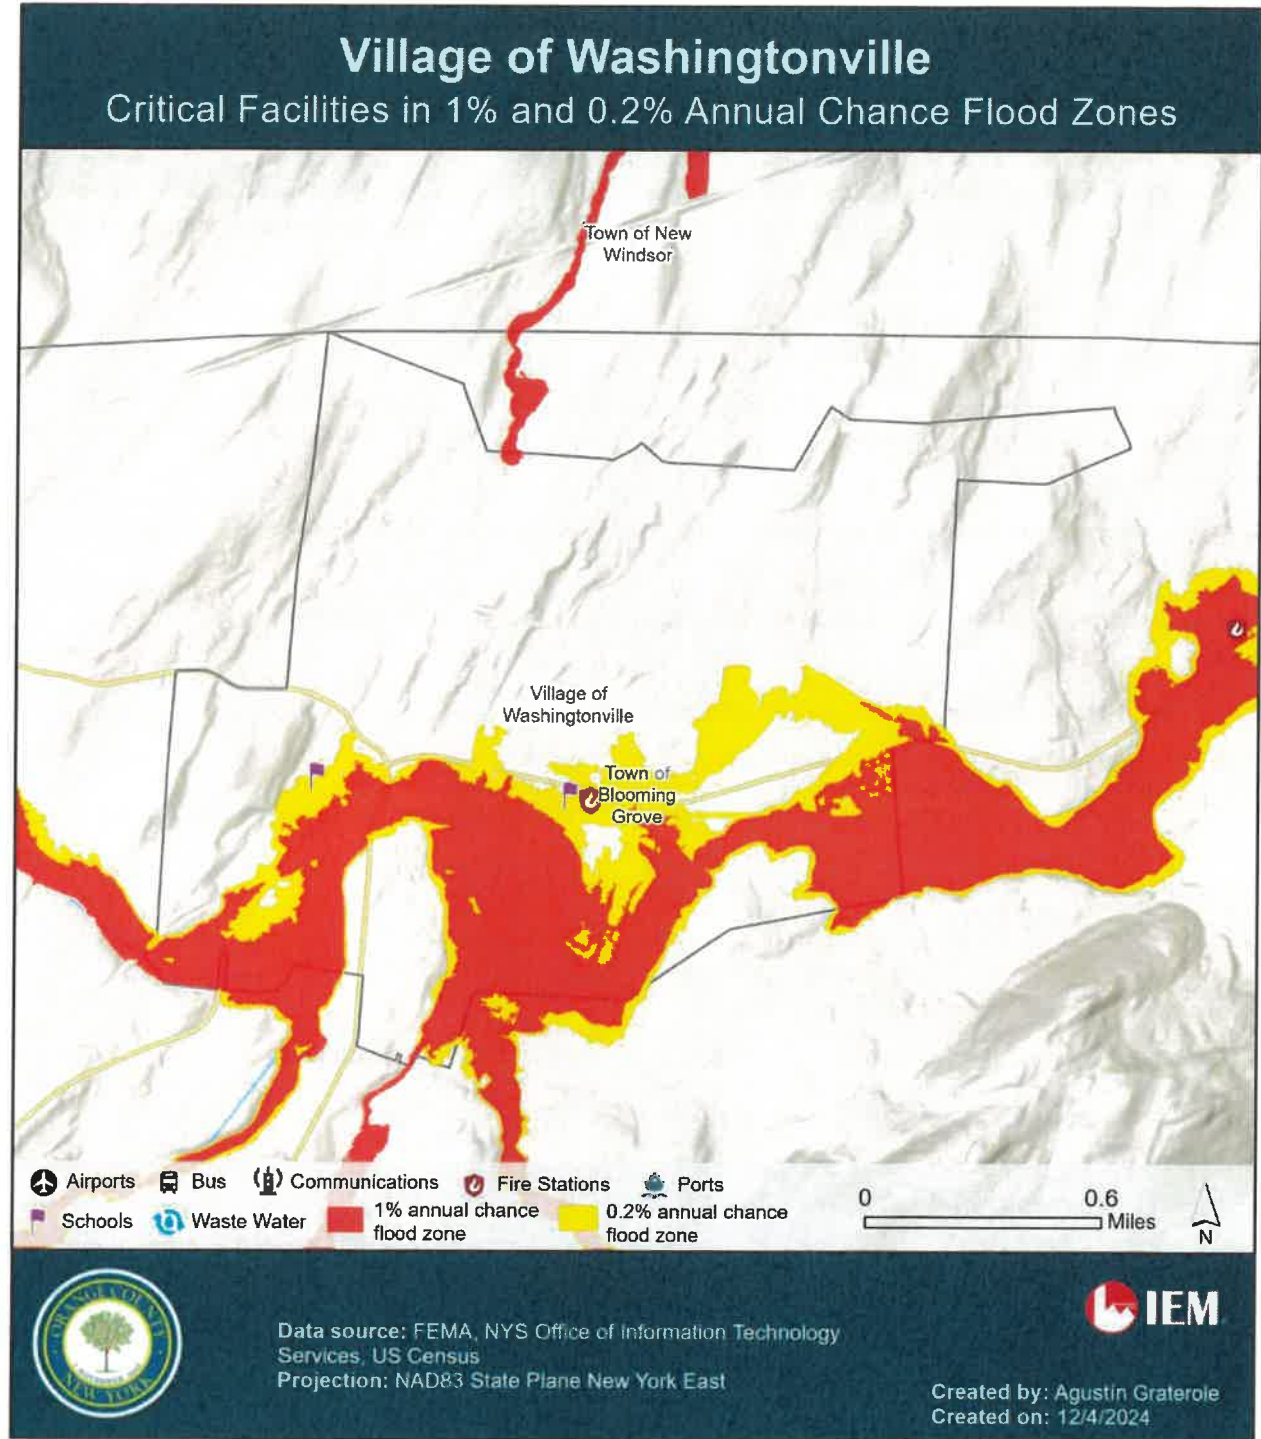 Village of Washingtonville
Critical Facilities in 1% and 0.2% Annual Chance Flood Zones
Town of New
Windsor
Village of
Washingtonville
Town of
Blooming
Grove
Airports Bus Communications Fire Stations Ports
Schools Waste Water 1% annual chance
flood zone 0.2% annual chance
flood zone
0 0.6
Miles
N
ORANGE COUNTY
NEW YORK
IEM
Data source: FEMA, NYS Office of Information Technology
Services, US Census
Projection: NAD83 State Plane New York East
Created by: Agustin Graterole
Created on: 12/4/2024